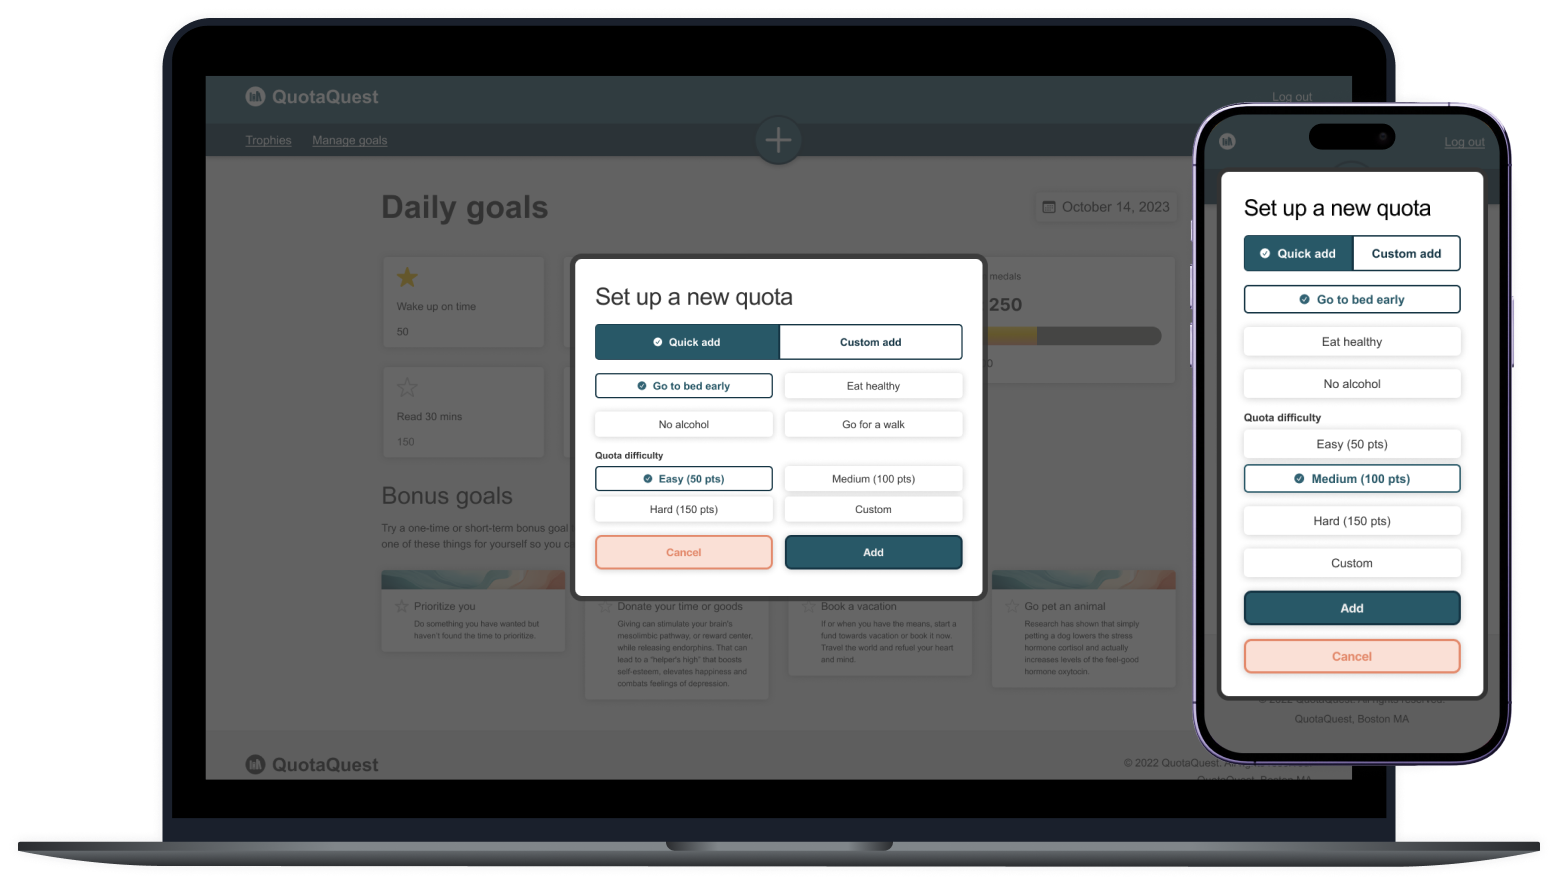 QuotaQuest
Log out
Trophies
Manage goals
Daily goals
October 14, 2023
Wake up on time
50
medals
250
0
Read 30 mins
150
Bonus goals
Try a one-time or short-term bonus goal
one of these things for yourself so you
Prioritize you
Do something you have wanted but
haven't found the time to prioritize.
Donate your time or goods
Giving can stimulate your brain's
mesolimbic pathway, or reward center,
while releasing endorphins. That can
lead to a "helper's high" that boosts
self-esteem, elevates happiness and
combats feelings of depression.
Book a vacation
If or when you have the means, start a
fund towards vacation or book it now.
Travel the world and refuel your heart
and mind.
Go pet an animal
Research has shown that simply
petting a dog lowers the stress
hormone cortisol and actually
increases levels of the feel-good
hormone oxytocin.
QuotaQuest
© 2022 QuotaQuest.
QuotaQuest, Boston MA
Set up a new quota
Quick add
Custom add
Go to bed early
Eat healthy
No alcohol
Go for a walk
Quota difficulty
Easy (50 pts)
Medium (100 pts)
Hard (150 pts)
Custom
Cancel
Add
Log out
Set up a new quota
Quick add
Custom add
Go to bed early
Eat healthy
No alcohol
Quota difficulty
Easy (50 pts)
Medium (100 pts)
Hard (150 pts)
Custom
Add
Cancel
© 2022 QuotaQuest. All rights reserved.
QuotaQuest, Boston MA